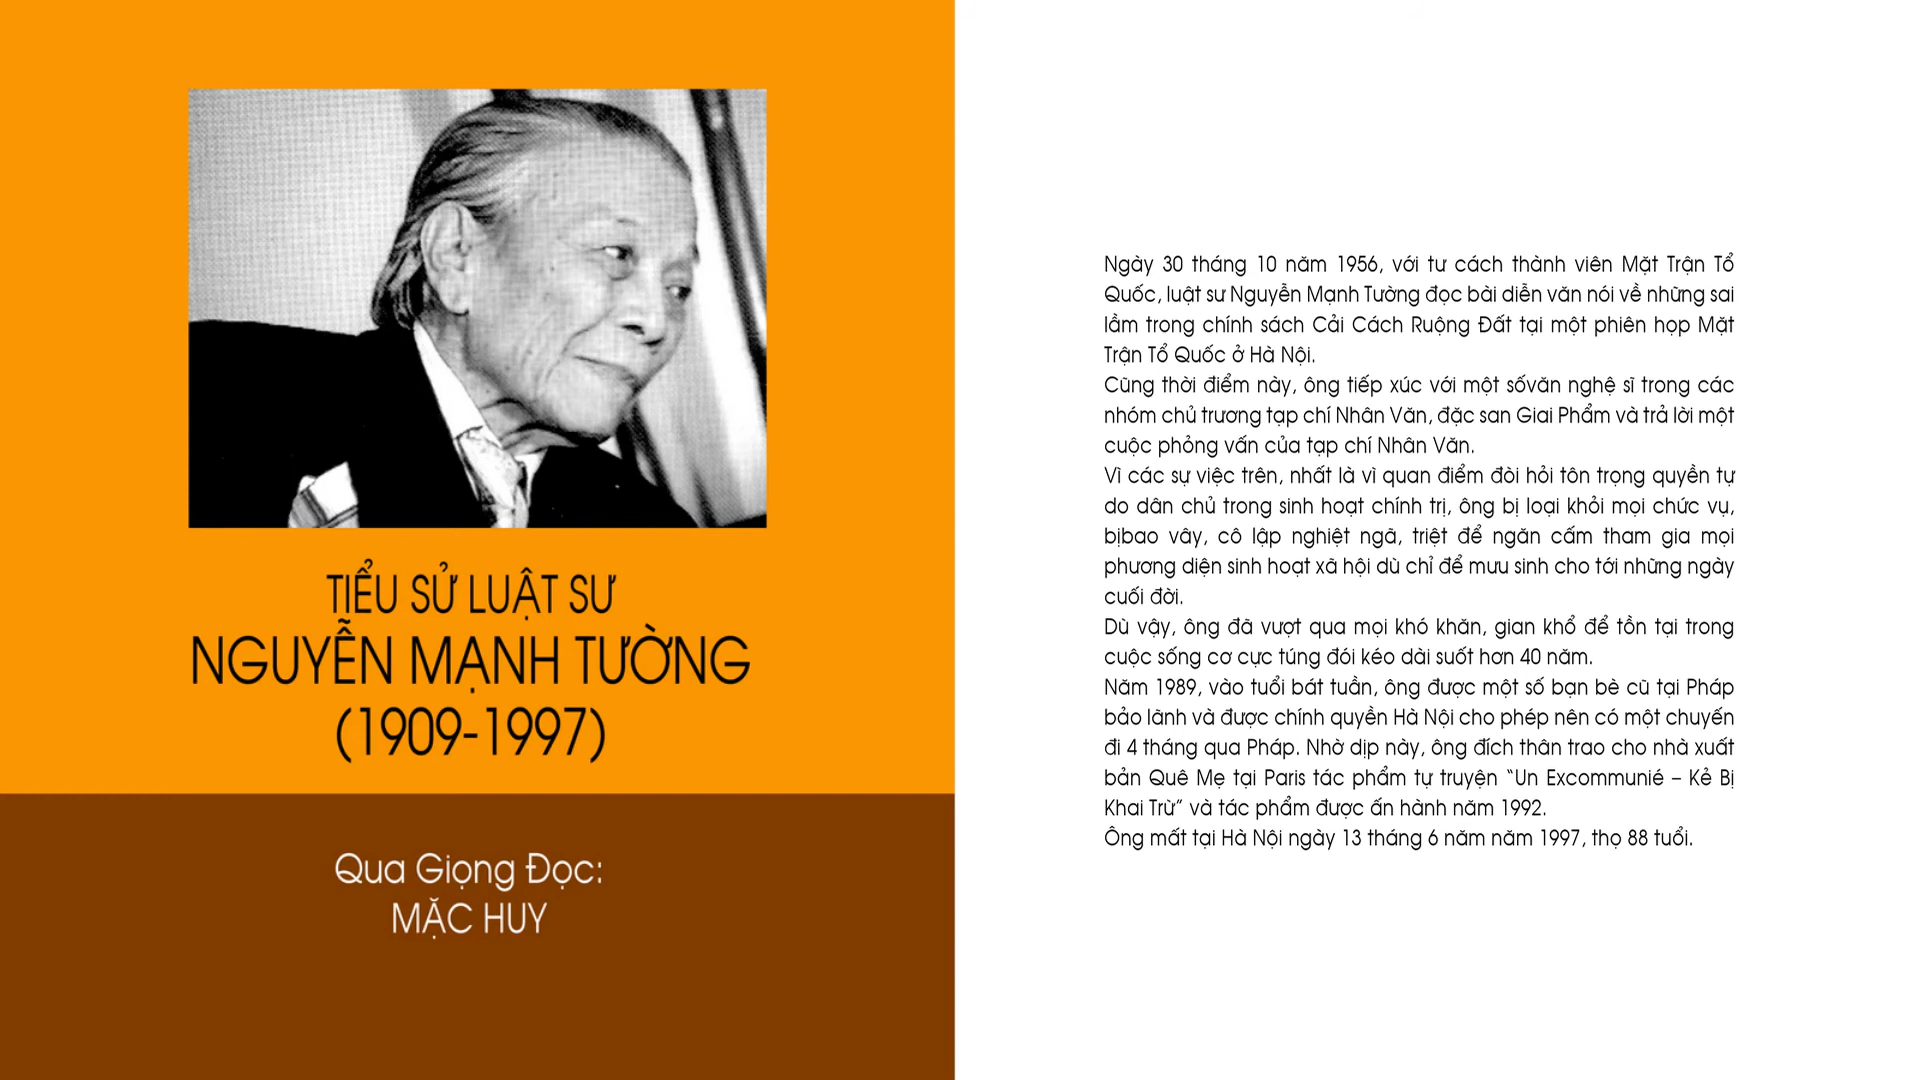 TIỂU SỬ LUẬT SƯ
NGUYỄN MẠNH TƯỜNG
(1909-1997)
Qua Giọng Đọc:
MẶC HUY
Ngày 30 tháng 10 năm 1956, với tư cách thành viên Mặt Trận Tổ
Quốc, luật sư Nguyễn Mạnh Tường đọc bài diễn văn nói về những sai
lầm trong chính sách Cải Cách Ruộng Đất tại một phiên họp Mặt
Trận Tổ Quốc ở Hà Nội.
Cũng thời điểm này, ông tiếp xúc với một sốvăn nghệ sĩ trong các
nhóm chủ trương tạp chí Nhân Văn, đặc san Giai Phẩm và trả lời một
cuộc phỏng vấn của tạp chí Nhân Văn.
Vì các sự việc trên, nhất là vì quan điểm đòi hỏi tôn trọng quyền tự
do dân chủ trong sinh hoạt chính trị, ông bị loại khỏi mọi chức vụ,
bịbao vây, cô lập nghiệt ngã, triệt để ngăn cấm tham gia mọi
phương diện sinh hoạt xã hội dù chỉ để mưu sinh cho tới những ngày
cuối đời.
Dù vậy, ông đã vượt qua mọi khó khăn, gian khổ để tồn tại trong
cuộc sống cơ cực túng đói kéo dài suốt hơn 40 năm.
Năm 1989, vào tuổi bát tuần, ông được một số bạn bè cũ tại Pháp
bảo lãnh và được chính quyền Hà Nội cho phép nên có một chuyến
đi 4 tháng qua Pháp. Nhờ dịp này, ông đích thân trao cho nhà xuất
bản Quê Mẹ tại Paris tác phẩm tự truyện “Un Excommunié – Kẻ Bị
Khai Trừ” và tác phẩm được ấn hành năm 1992.
Ông mất tại Hà Nội ngày 13 tháng 6 năm năm 1997, thọ 88 tuổi.